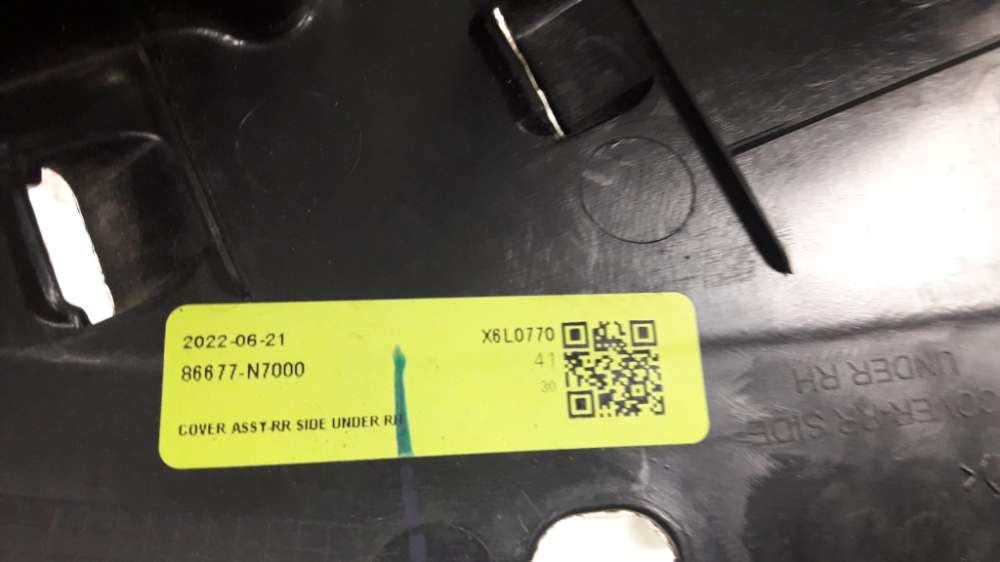 2022-06-21
X6L0770
86677-N7000
41
30
COVER ASSY-RR SIDE UNDER RH
COVER-RR SIDE
UNDER RH